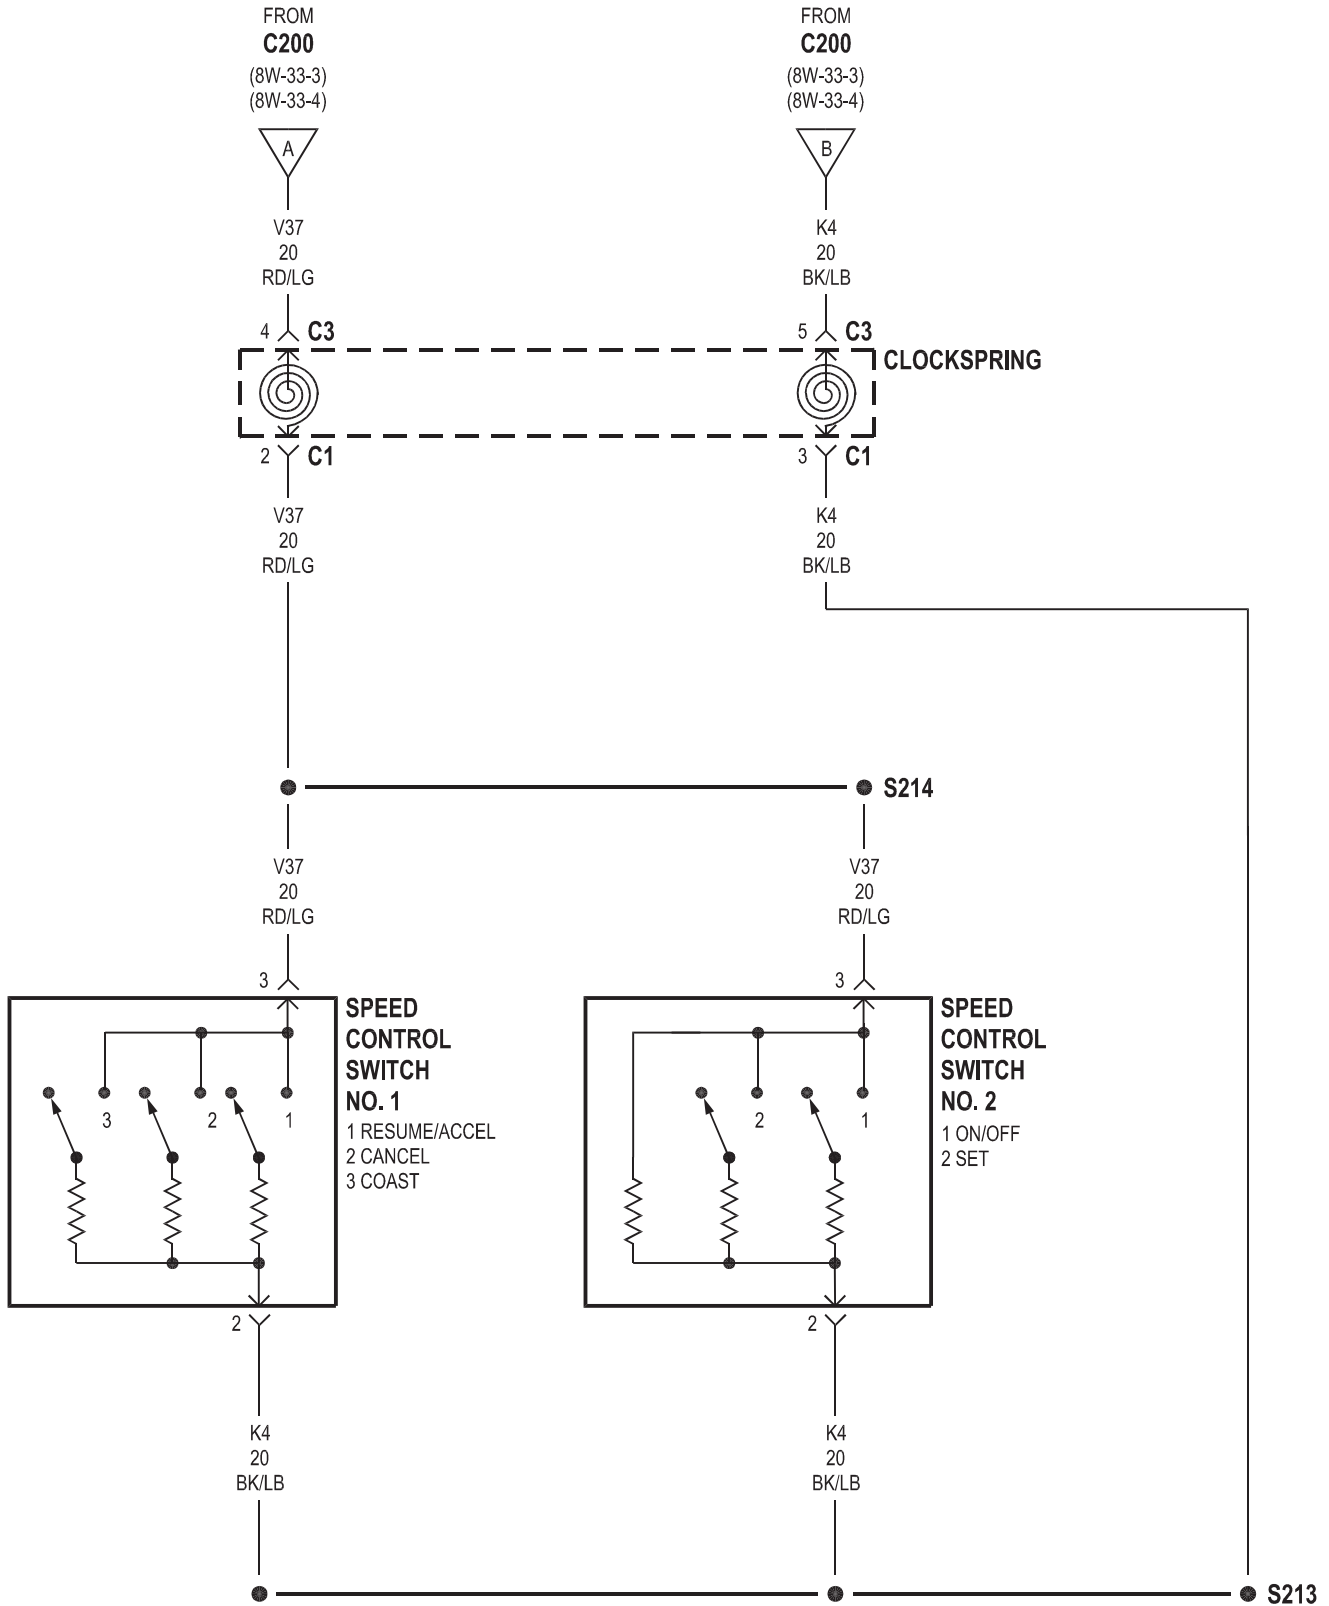 FROM
C200
(8W-33-3)
(8W-33-4)
A
V37
20
RD/LG
4
C3
FROM
C200
(8W-33-3)
(8W-33-4)
B
K4
20
BK/LB
5
C3
CLOCKSPRING
2
C1
V37
20
RD/LG
3
C1
K4
20
BK/LB
S214
V37
20
RD/LG
3
V37
20
RD/LG
3
SPEED
CONTROL
SWITCH
NO. 1
1 RESUME/ACCEL
2 CANCEL
3 COAST
3
2
1
2
SPEED
CONTROL
SWITCH
NO. 2
1 ON/OFF
2 SET
2
1
2
K4
20
BK/LB
K4
20
BK/LB
S213